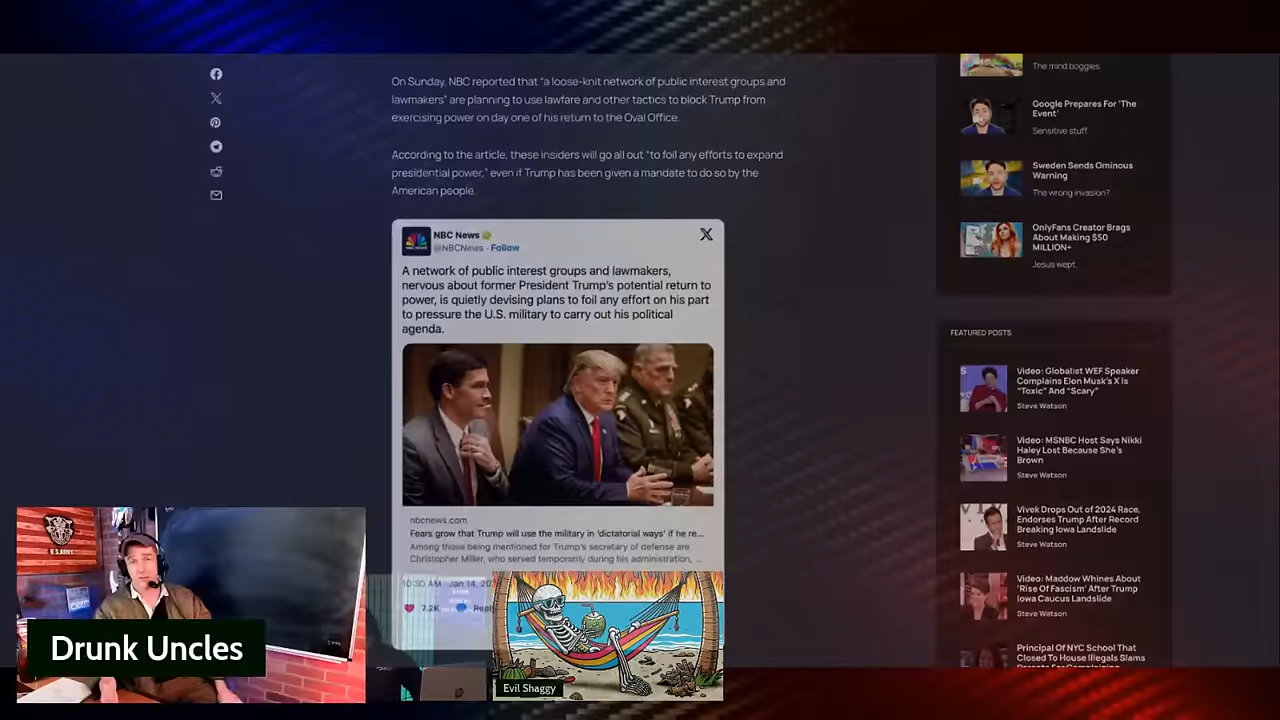 On Sunday, NBC reported that “a loose-knit network of public interest groups and
lawmakers” are planning to use lawfare and other tactics to block Trump from
exercising power on day one of his return to the Oval Office.
According to the article, these insiders will go all out “to foil any efforts to expand
presidential power,” even if Trump has been given a mandate to do so by the
American people.
NBC News
@NBCNews · Follow
A network of public interest groups and lawmakers,
nervous about former President Trump’s potential return to
power, is quietly devising plans to foil any effort on his part
to pressure the U.S. military to carry out his political
agenda.
nbcnews.com
Fears grow that Trump will use the military in 'dictatorial ways' if he re...
Among those being mentioned for Trump's secretary of defense are
Christopher Miller, who served temporarily during his administration, ...
10:30 AM · Jan 14, 202
7.2K
Reply
The mind boggles.
Google Prepares For 'The
Event'
Sensitive stuff.
Sweden Sends Ominous
Warning
The wrong invasion?
OnlyFans Creator Brags
About Making $50
MILLION+
Jesus wept.
FEATURED POSTS
Video: Globalist WEF Speaker
Complains Elon Musk's X Is
“Toxic” And “Scary”
Steve Watson
Video: MSNBC Host Says Nikki
Haley Lost Because She's
Brown
Steve Watson
Vivek Drops Out of 2024 Race,
Endorses Trump After Record
Breaking Iowa Landslide
Steve Watson
Video: Maddow Whines About
‘Rise Of Fascism’ After Trump
Iowa Caucus Landslide
Steve Watson
Principal Of NYC School That
Closed To House Illegals Slams
U.S. ARMY
Drunk Uncles
Evil Shaggy